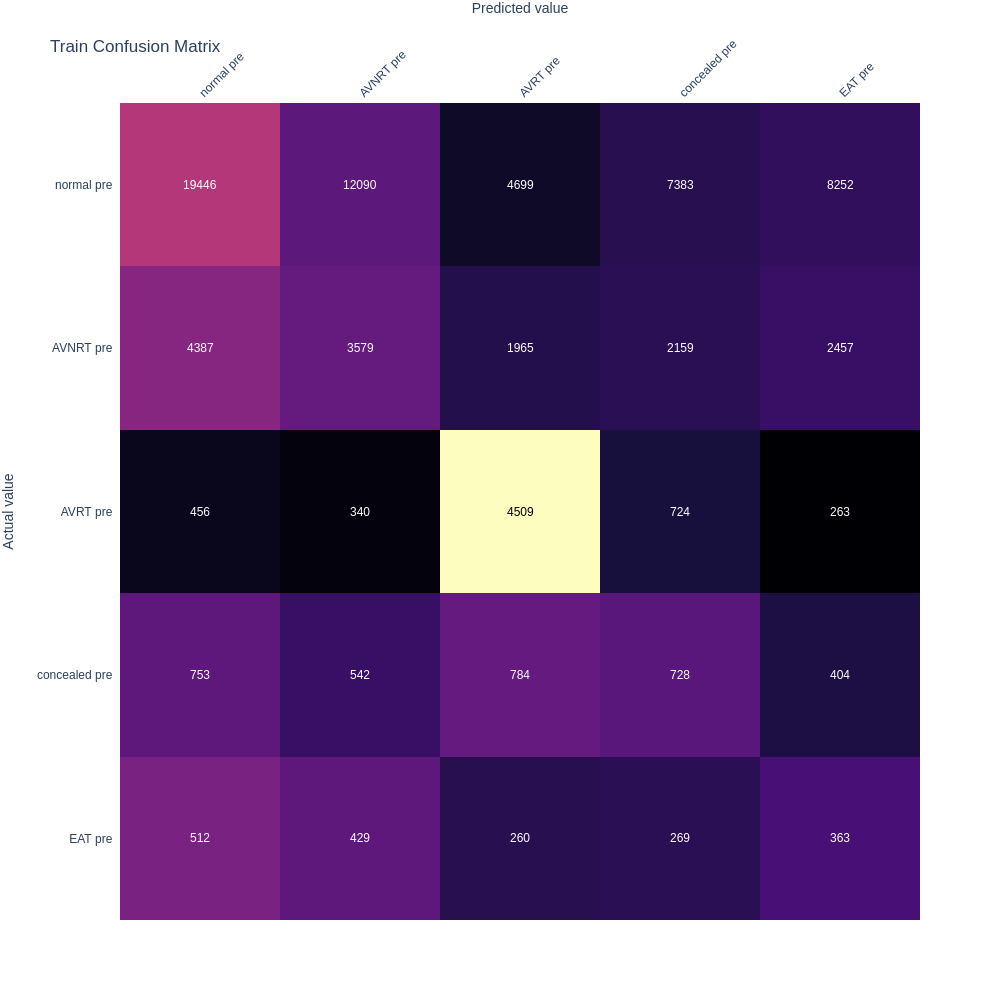 Predicted value
Train Confusion Matrix
normal pre
AVNRT pre
AVRT pre
concealed pre
EAT pre
normal pre 19446 12090 4699 7383 8252
AVNRT pre 4387 3579 1965 2159 2457
Actual value
AVRT pre 456 340 4509 724 263
concealed pre 753 542 784 728 404
EAT pre 512 429 260 269 363